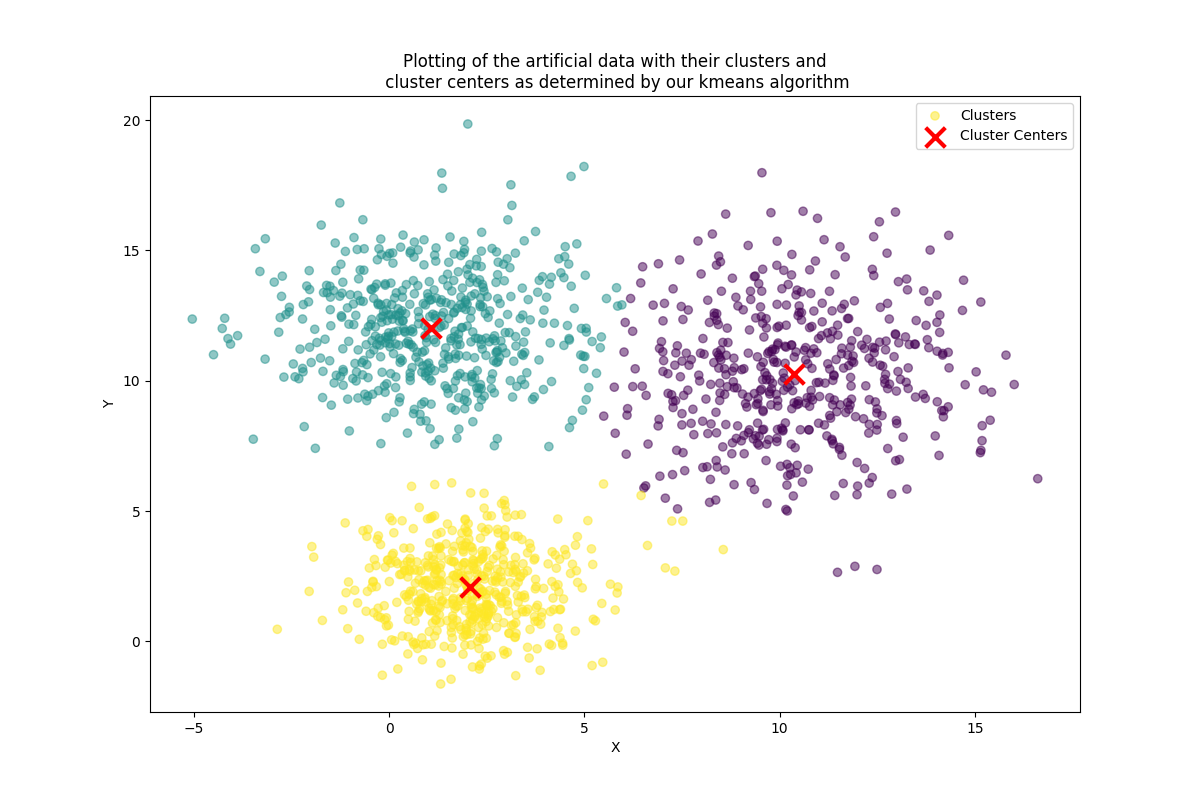 Plotting of the artificial data with their clusters and
cluster centers as determined by our kmeans algorithm
Clusters
Cluster Centers
20
15
10
5
0
Y
−5
0
5
10
15
X